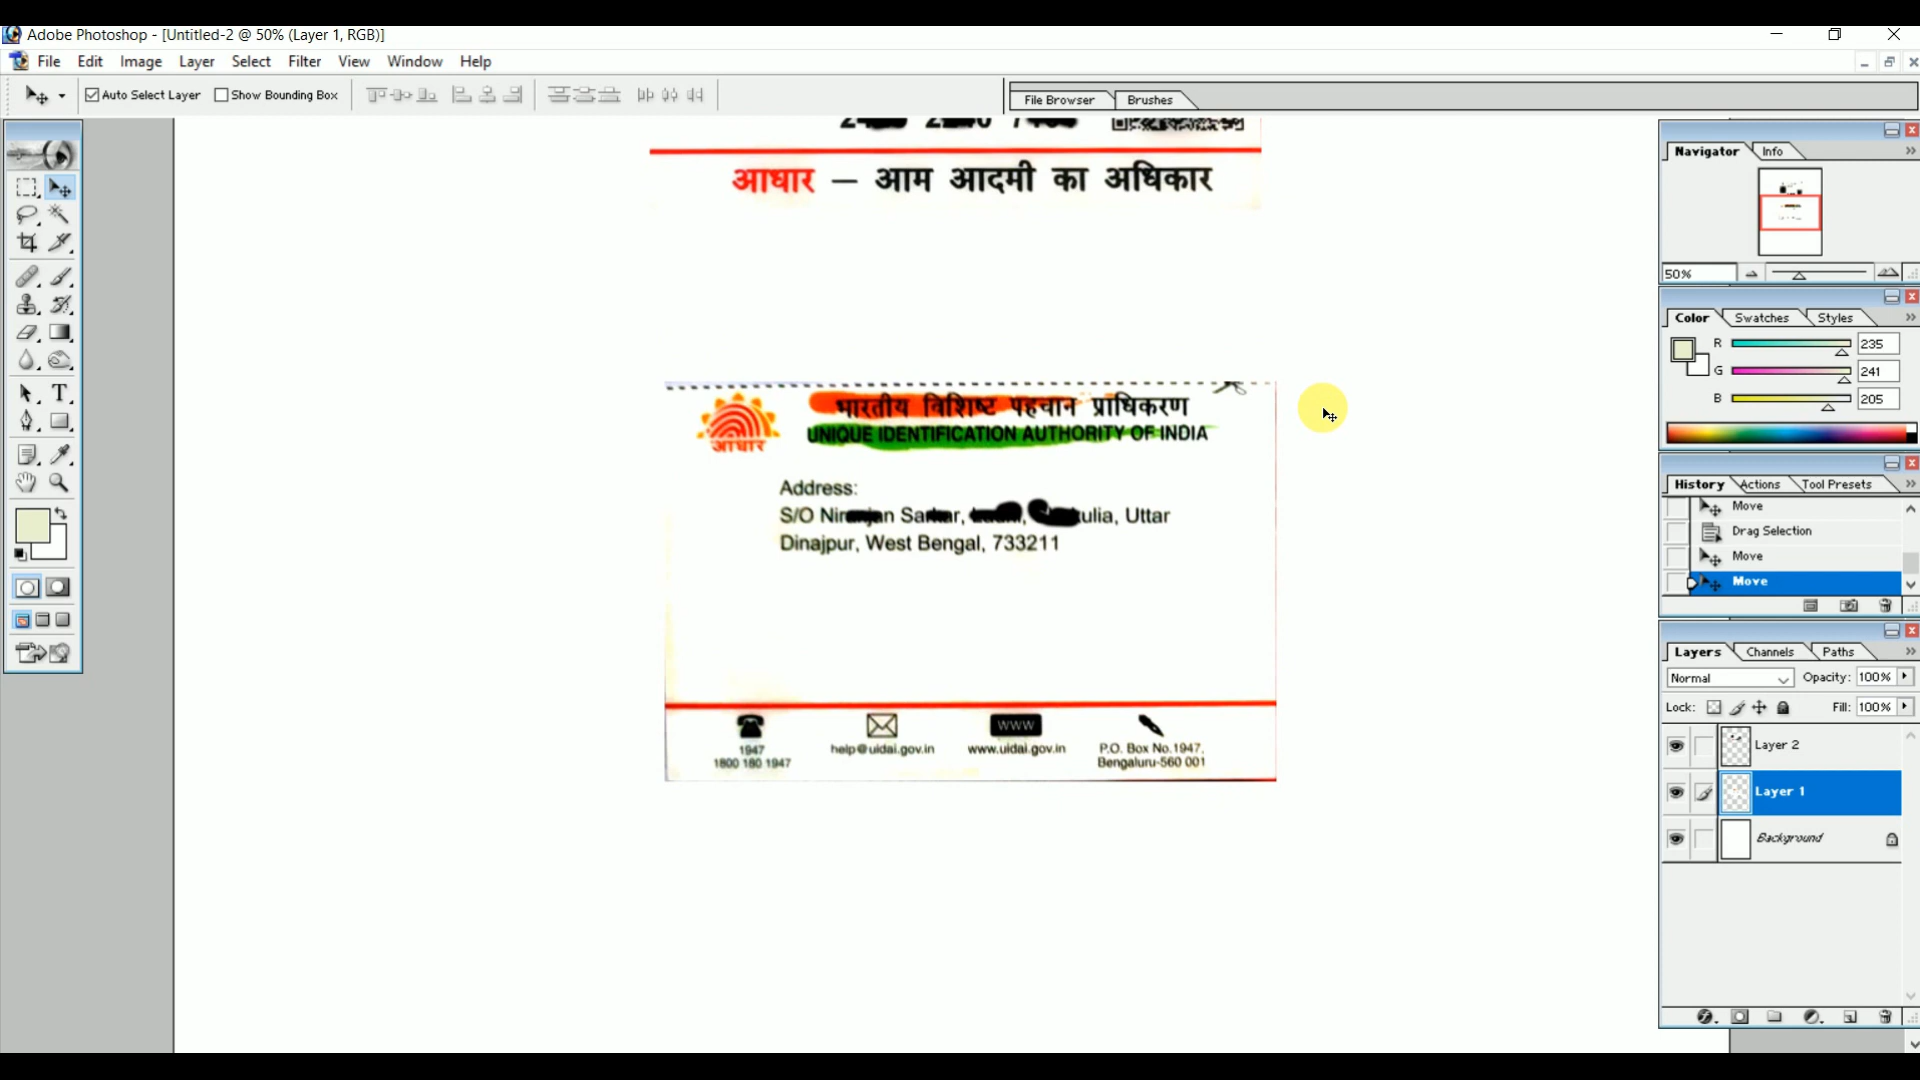 Adobe Photoshop - [Untitled-2 @ 50% (Layer 1, RGB)]
File Edit Image Layer Select Filter View Window Help
Auto Select Layer Show Bounding Box
File Browser Brushes
आधार — आम आदमी का अधिकार
भारतीय विशिष्ट पहचान प्राधिकरण
UNIQUE IDENTIFICATION AUTHORITY OF INDIA
आधार
Address:
S/O Uttar
Dinajpur, West Bengal, 733211
1947
1800 180 1947
help@uidai.gov.in
WWW
www.uidai.gov.in
P.O. Box No.1947,
Bengaluru-560 001
Navigator Info
50%
Color Swatches Styles
R 235
G 241
B 205
History Actions Tool Presets
Move
Drag Selection
Move
Move
Layers Channels Paths
Normal Opacity: 100%
Lock: Fill: 100%
Layer 2
Layer 1
Background